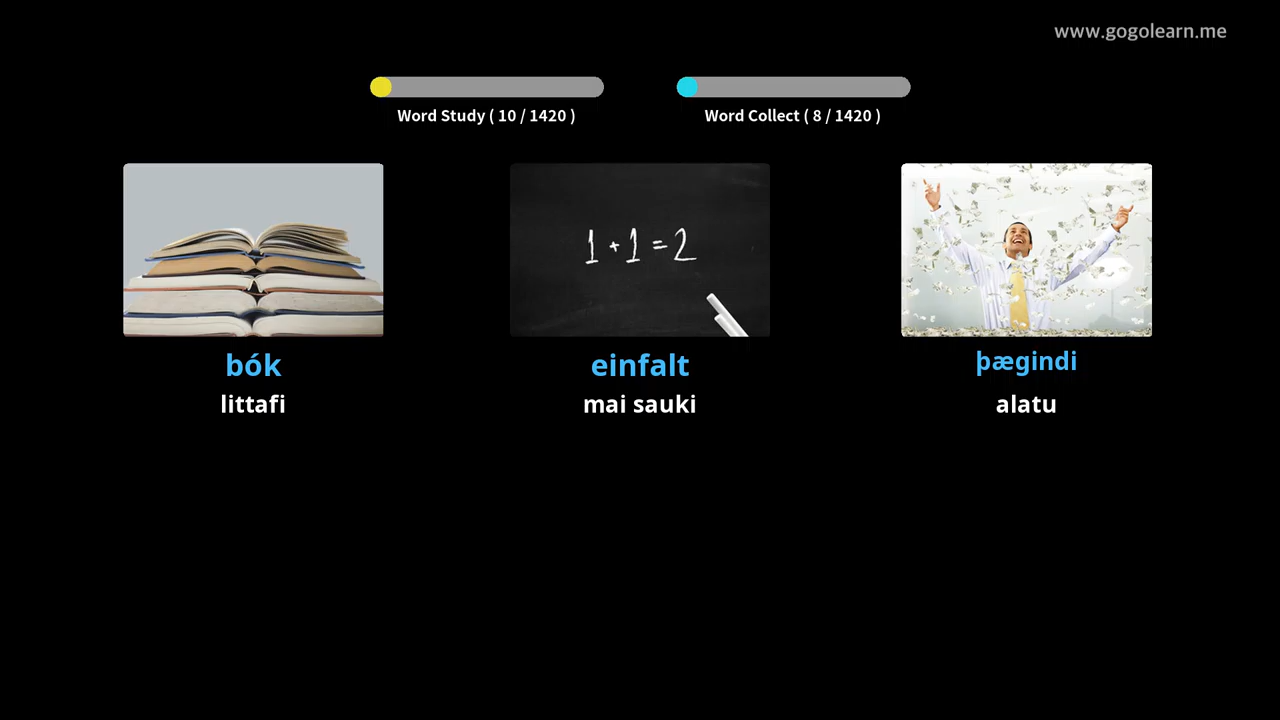 www.gogolearn.me
Word Study ( 10 / 1420 )
Word Collect ( 8 / 1420 )
1 + 1 = 2
bók
littafi
einfalt
mai sauki
þægindi
alatu